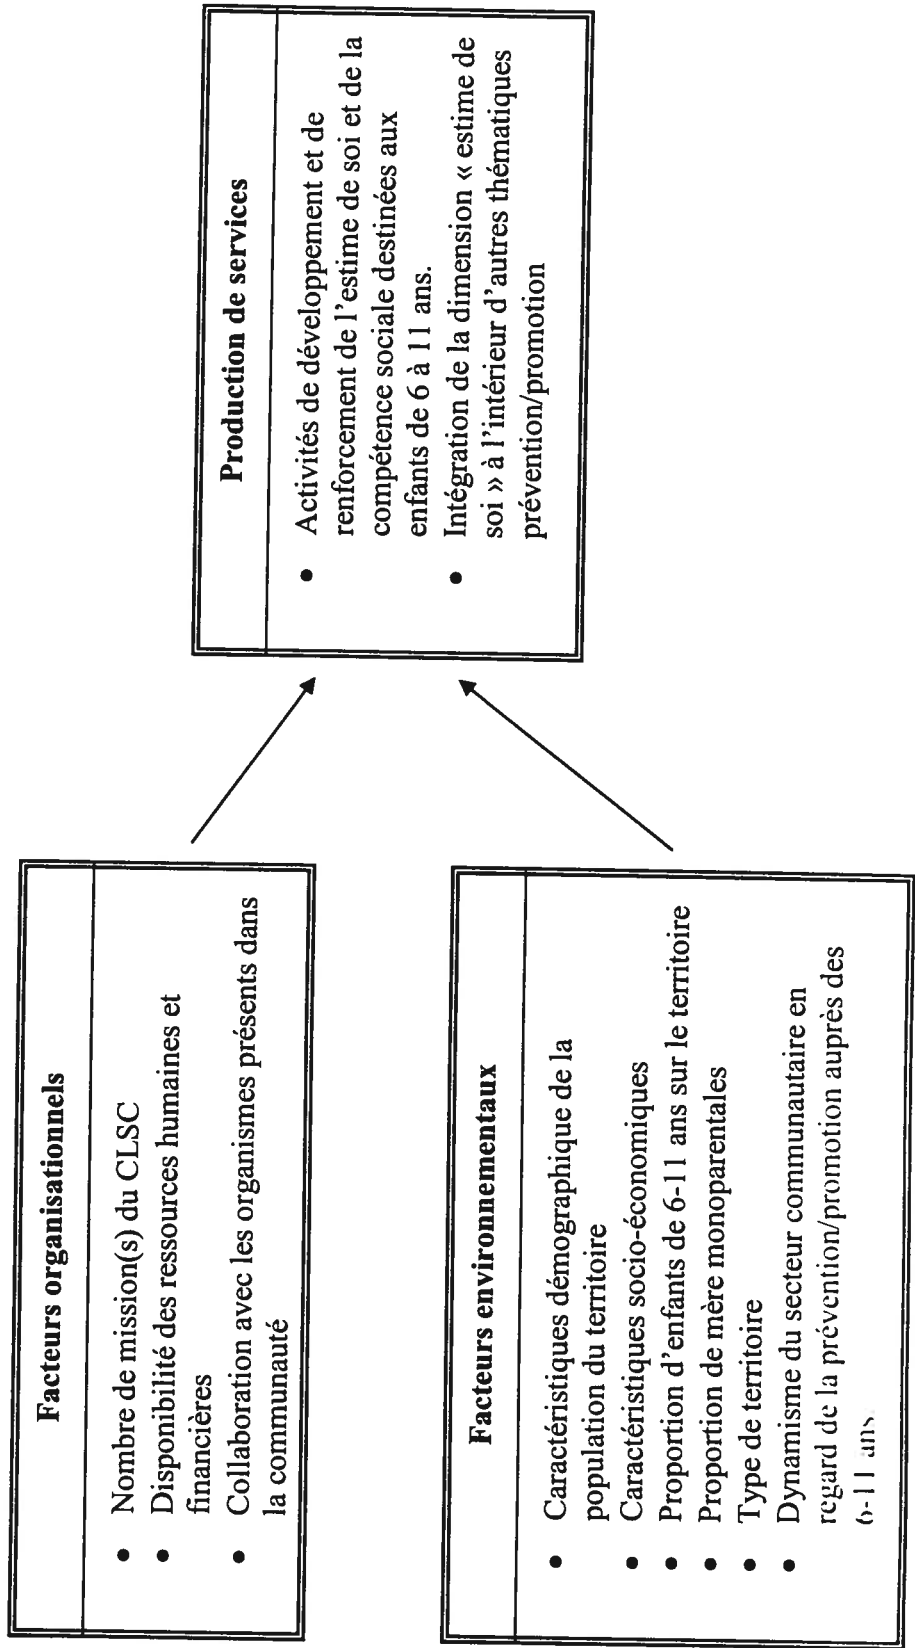 Facteurs organisationnels
• Nombre de mission(s) du CLSC
• Disponibilité des ressources humaines et
financières
• Collaboration avec les organismes présents dans
la communauté
Facteurs environnementaux
• Caractéristiques démographique de la
population du territoire
• Caractéristiques socio-économiques
• Proportion d'enfants de 6-11 ans sur le territoire
• Proportion de mère monoparentales
• Type de territoire
• Dynamisme du secteur communautaire en
regard de la prévention/promotion auprès des
6-11 ans.
Production de services
• Activités de développement et de
renforcement de l'estime de soi et de la
compétence sociale destinées aux
enfants de 6 à 11 ans.
• Intégration de la dimension « estime de
soi » à l'intérieur d'autres thématiques
prévention/promotion